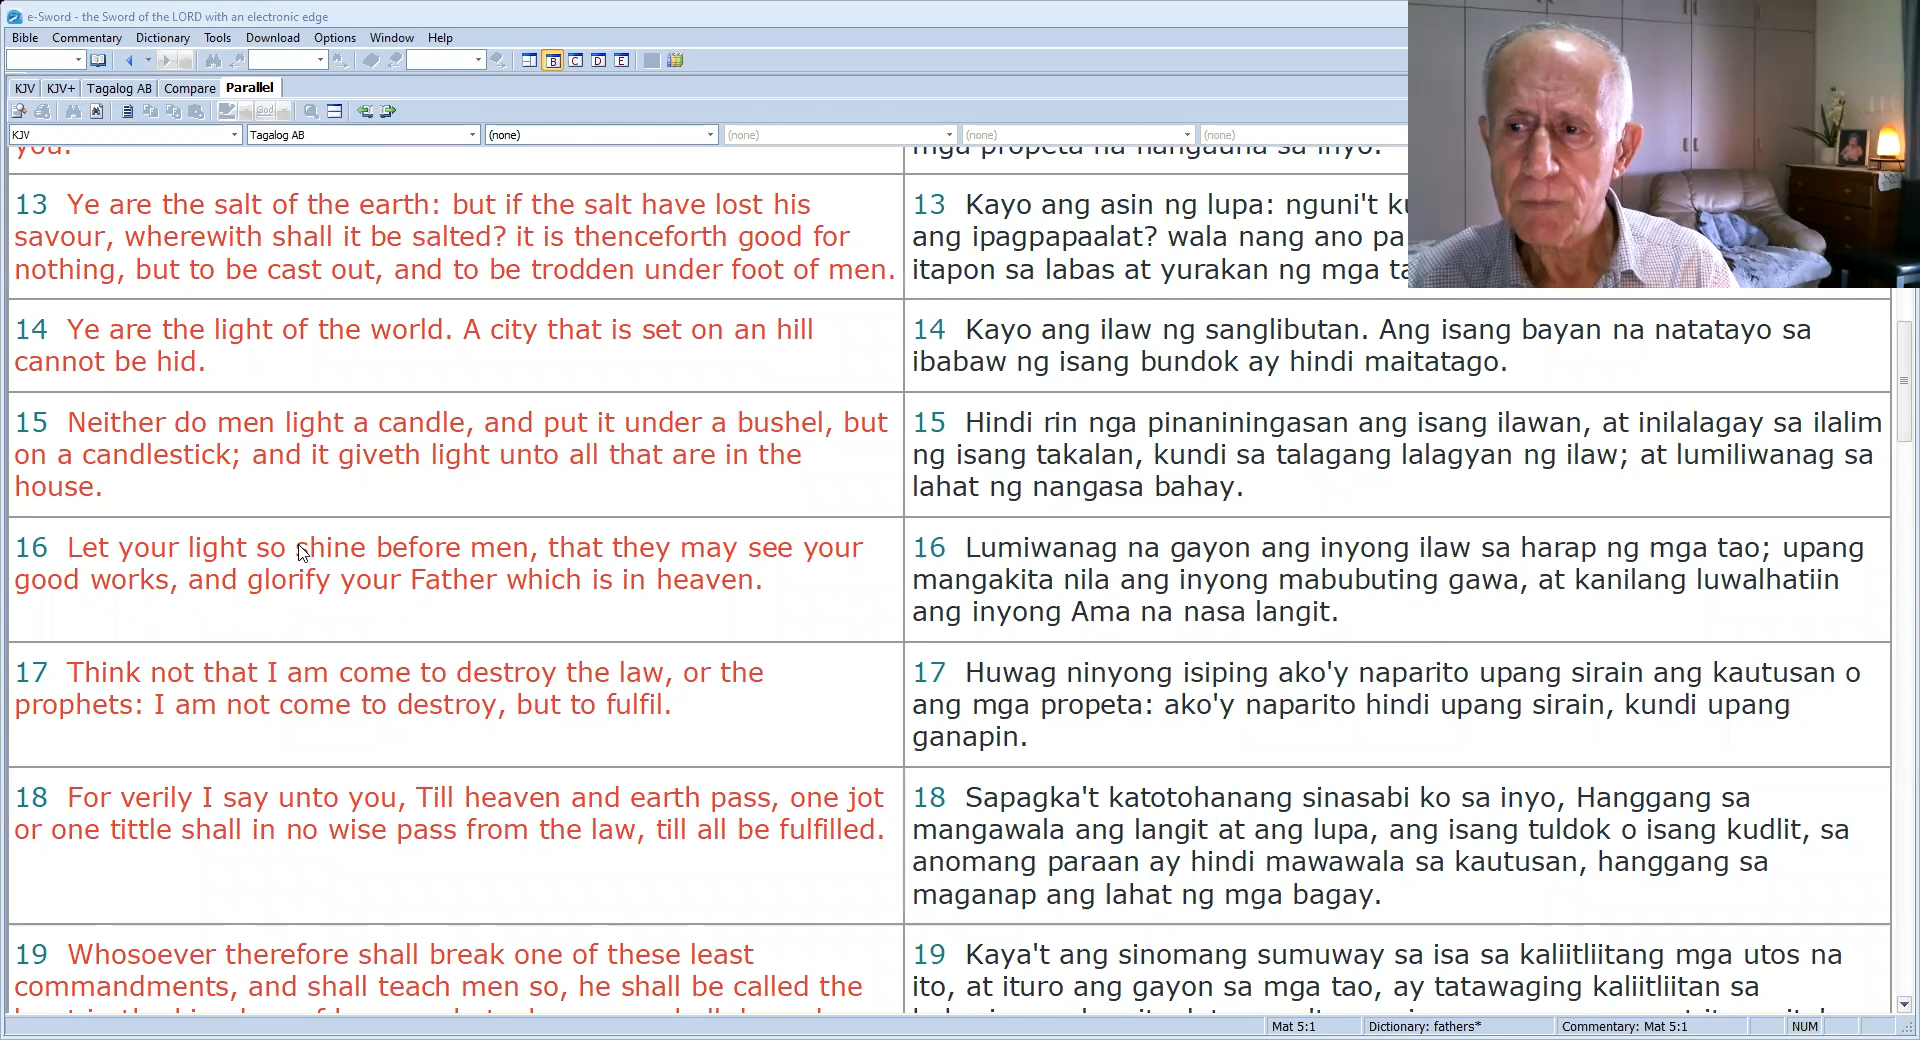 e-Sword - the Sword of the LORD with an electronic edge
Bible Commentary Dictionary Tools Download Options Window Help
B C D E
KJV KJV+ Tagalog AB Compare Parallel
God
KJV Tagalog AB (none) (none) (none) (none)
you.
mga propeta na nangauna sa inyo.
13 Ye are the salt of the earth: but if the salt have lost his
savour, wherewith shall it be salted? it is thenceforth good for
nothing, but to be cast out, and to be trodden under foot of men.
13 Kayo ang asin ng lupa: nguni't
ang ipagpapaalat? wala nang ano pa
itapon sa labas at yurakan ng mga
14 Ye are the light of the world. A city that is set on an hill
cannot be hid.
14 Kayo ang ilaw ng sanglibutan. Ang isang bayan na natatayo sa
ibabaw ng isang bundok ay hindi maitatago.
15 Neither do men light a candle, and put it under a bushel, but
on a candlestick; and it giveth light unto all that are in the
house.
15 Hindi rin nga pinaniningasan ang isang ilawan, at inilalagay sa ilalim
ng isang takalan, kundi sa talagang lalagyan ng ilaw; at lumiliwanag sa
lahat ng nangasa bahay.
16 Let your light so shine before men, that they may see your
good works, and glorify your Father which is in heaven.
16 Lumiwanag na gayon ang inyong ilaw sa harap ng mga tao; upang
mangakita nila ang inyong mabubuting gawa, at kanilang luwalhatiin
ang inyong Ama na nasa langit.
17 Think not that I am come to destroy the law, or the
prophets: I am not come to destroy, but to fulfil.
17 Huwag ninyong isiping ako'y naparito upang sirain ang kautusan o
ang mga propeta: ako'y naparito hindi upang sirain, kundi upang
ganapin.
18 For verily I say unto you, Till heaven and earth pass, one jot
or one tittle shall in no wise pass from the law, till all be fulfilled.
18 Sapagka't katotohanang sinasabi ko sa inyo, Hanggang sa
mangawala ang langit at ang lupa, ang isang tuldok o isang kudlit, sa
anomang paraan ay hindi mawawala sa kautusan, hanggang sa
maganap ang lahat ng mga bagay.
19 Whosoever therefore shall break one of these least
commandments, and shall teach men so, he shall be called the
19 Kaya't ang sinomang sumuway sa isa sa kaliitliitang mga utos na
ito, at ituro ang gayon sa mga tao, ay tatawaging kaliitliitan sa
Mat 5:1 Dictionary: fathers* Commentary: Mat 5:1 NUM